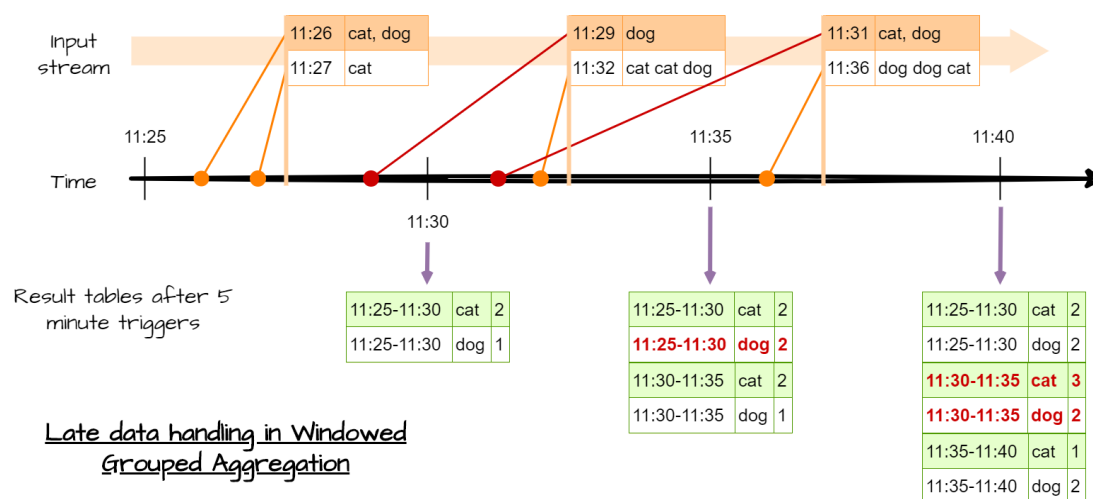 Input
stream
11:26 cat, dog
11:27 cat
11:29 dog
11:32 cat cat dog
11:31 cat, dog
11:36 dog dog cat
11:25
11:35
11:40
Time
11:30
Result tables after 5
minute triggers
11:25-11:30 cat 2
11:25-11:30 dog 1
11:25-11:30 cat 2
11:25-11:30 dog 2
11:30-11:35 cat 2
11:30-11:35 dog 1
11:25-11:30 cat 2
11:25-11:30 dog 2
11:30-11:35 cat 3
11:30-11:35 dog 2
11:35-11:40 cat 1
11:35-11:40 dog 2
Late data handling in Windowed
Grouped Aggregation